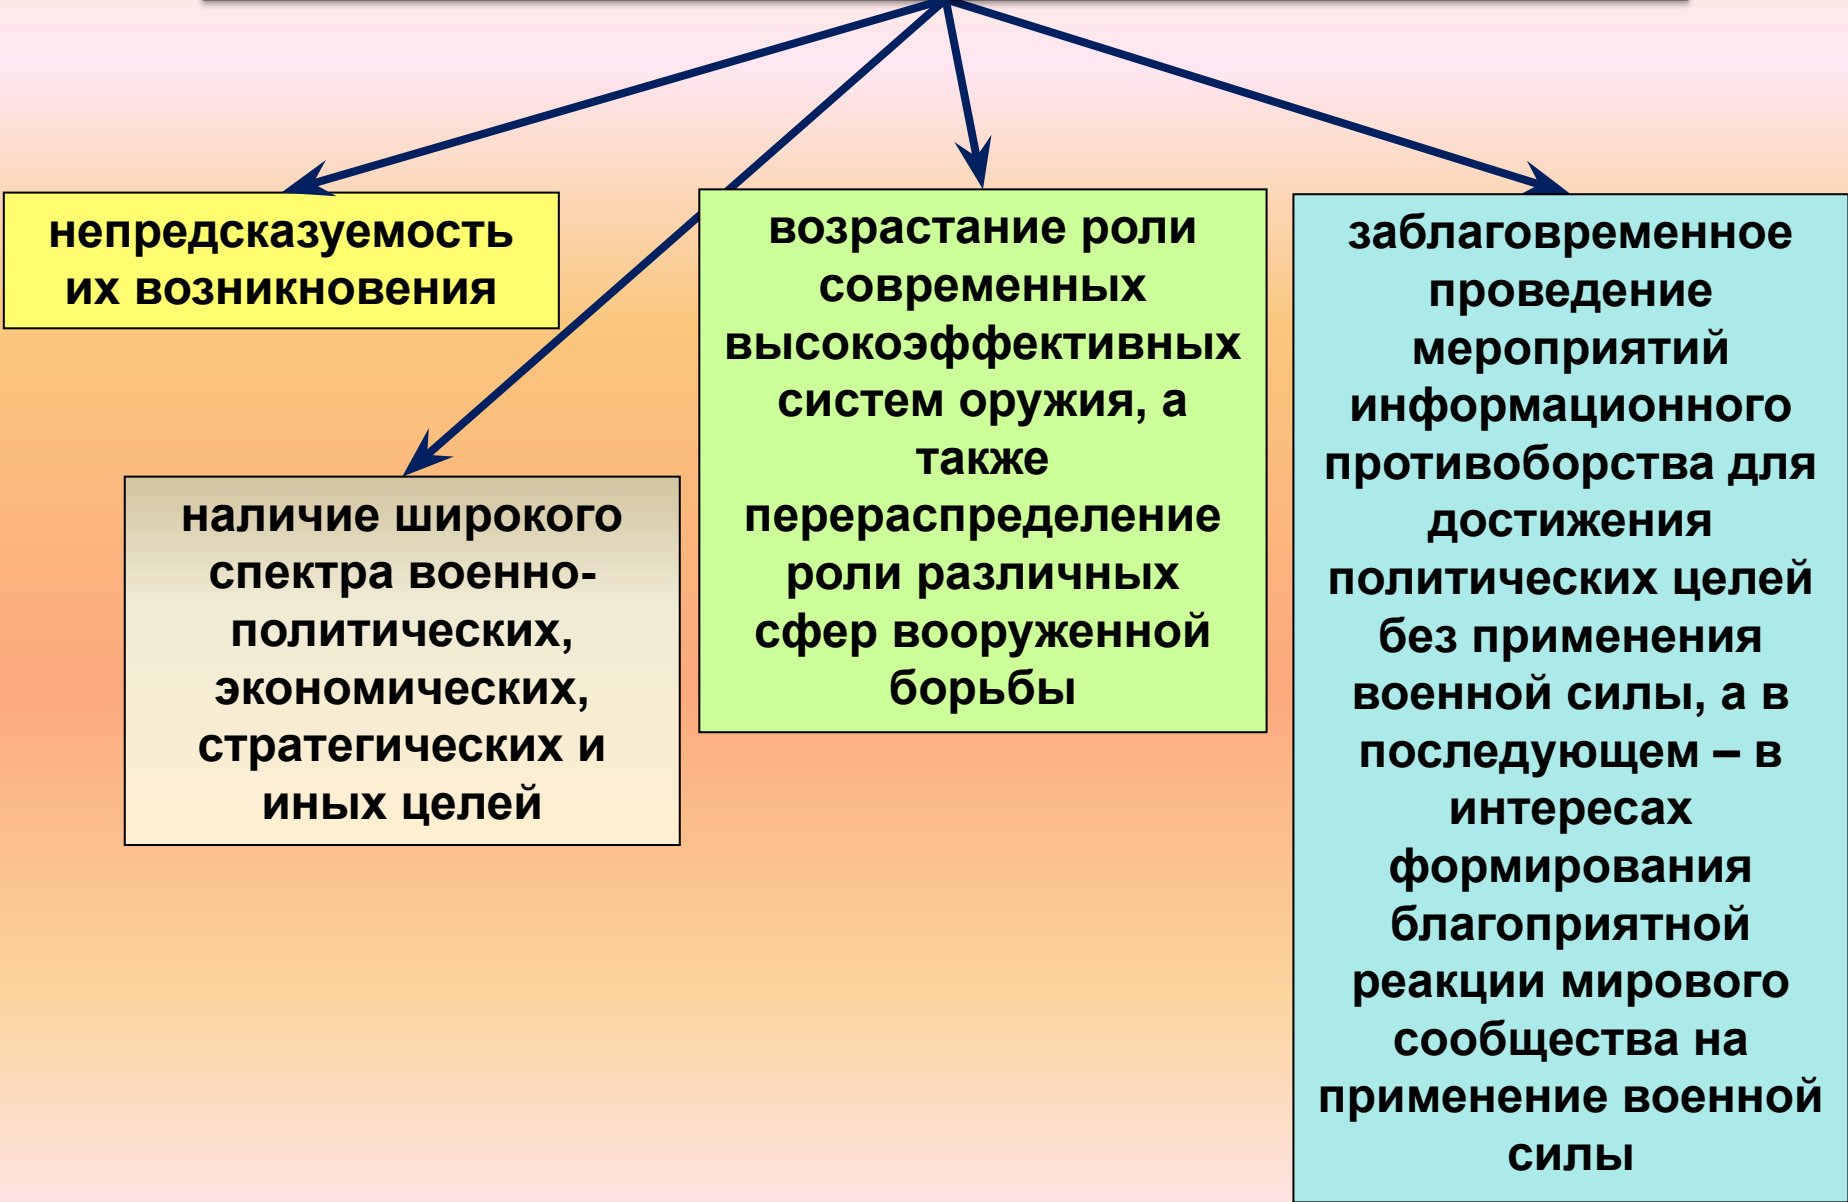 непредсказуемость
их возникновения
наличие широкого
спектра военно-
политических,
экономических,
стратегических и
иных целей
возрастание роли
современных
высокоэффективных
систем оружия, а
также
перераспределение
роли различных
сфер вооруженной
борьбы
заблаговременное
проведение
мероприятий
информационного
противоборства для
достижения
политических целей
без применения
военной силы, а в
последующем – в
интересах
формирования
благоприятной
реакции мирового
сообщества на
применение военной
силы